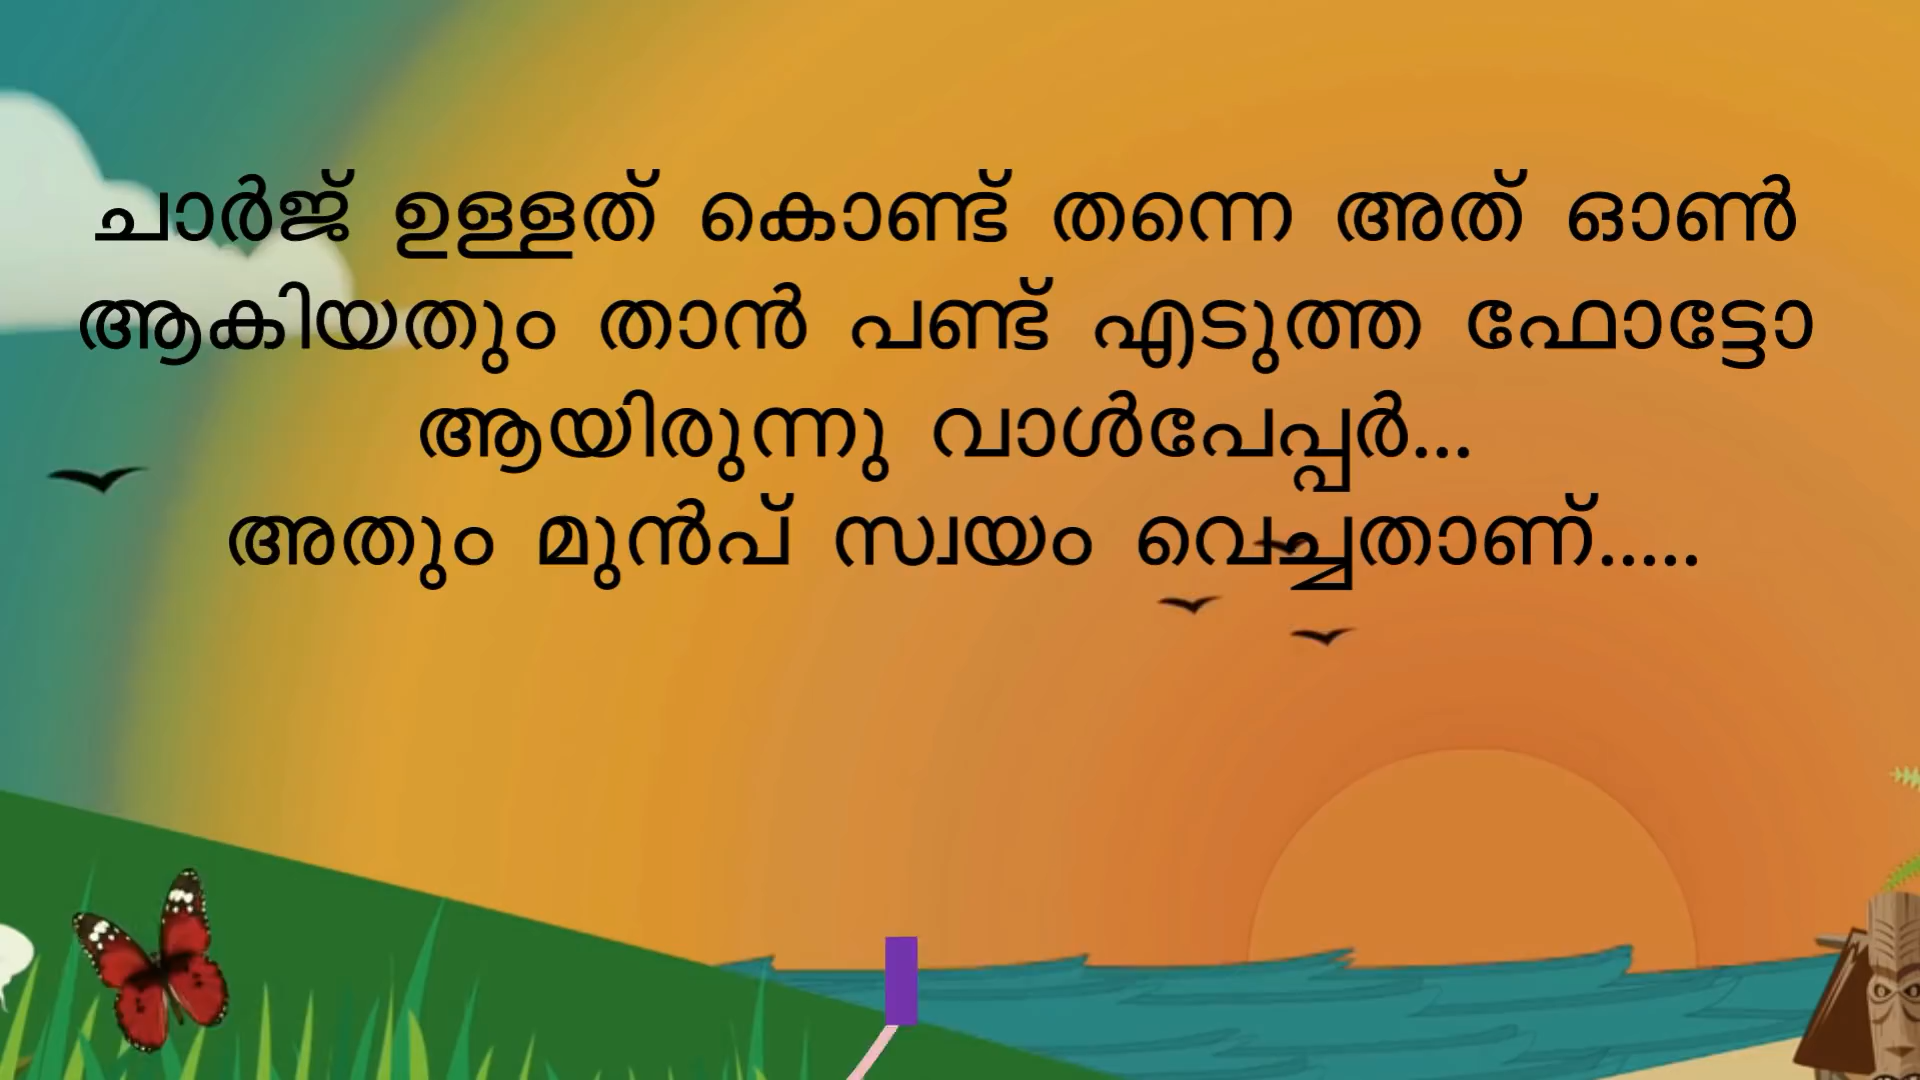 ചാർജ് ഉള്ളത് കൊണ്ട് തന്നെ അത് ഓൺ
ആകിയതും താൻ പണ്ട് എടുത്ത ഫോട്ടോ
ആയിരുന്നു വാൾപേപ്പർ...
അതും മുൻപ് സ്വയം വെച്ചതാണ്.....